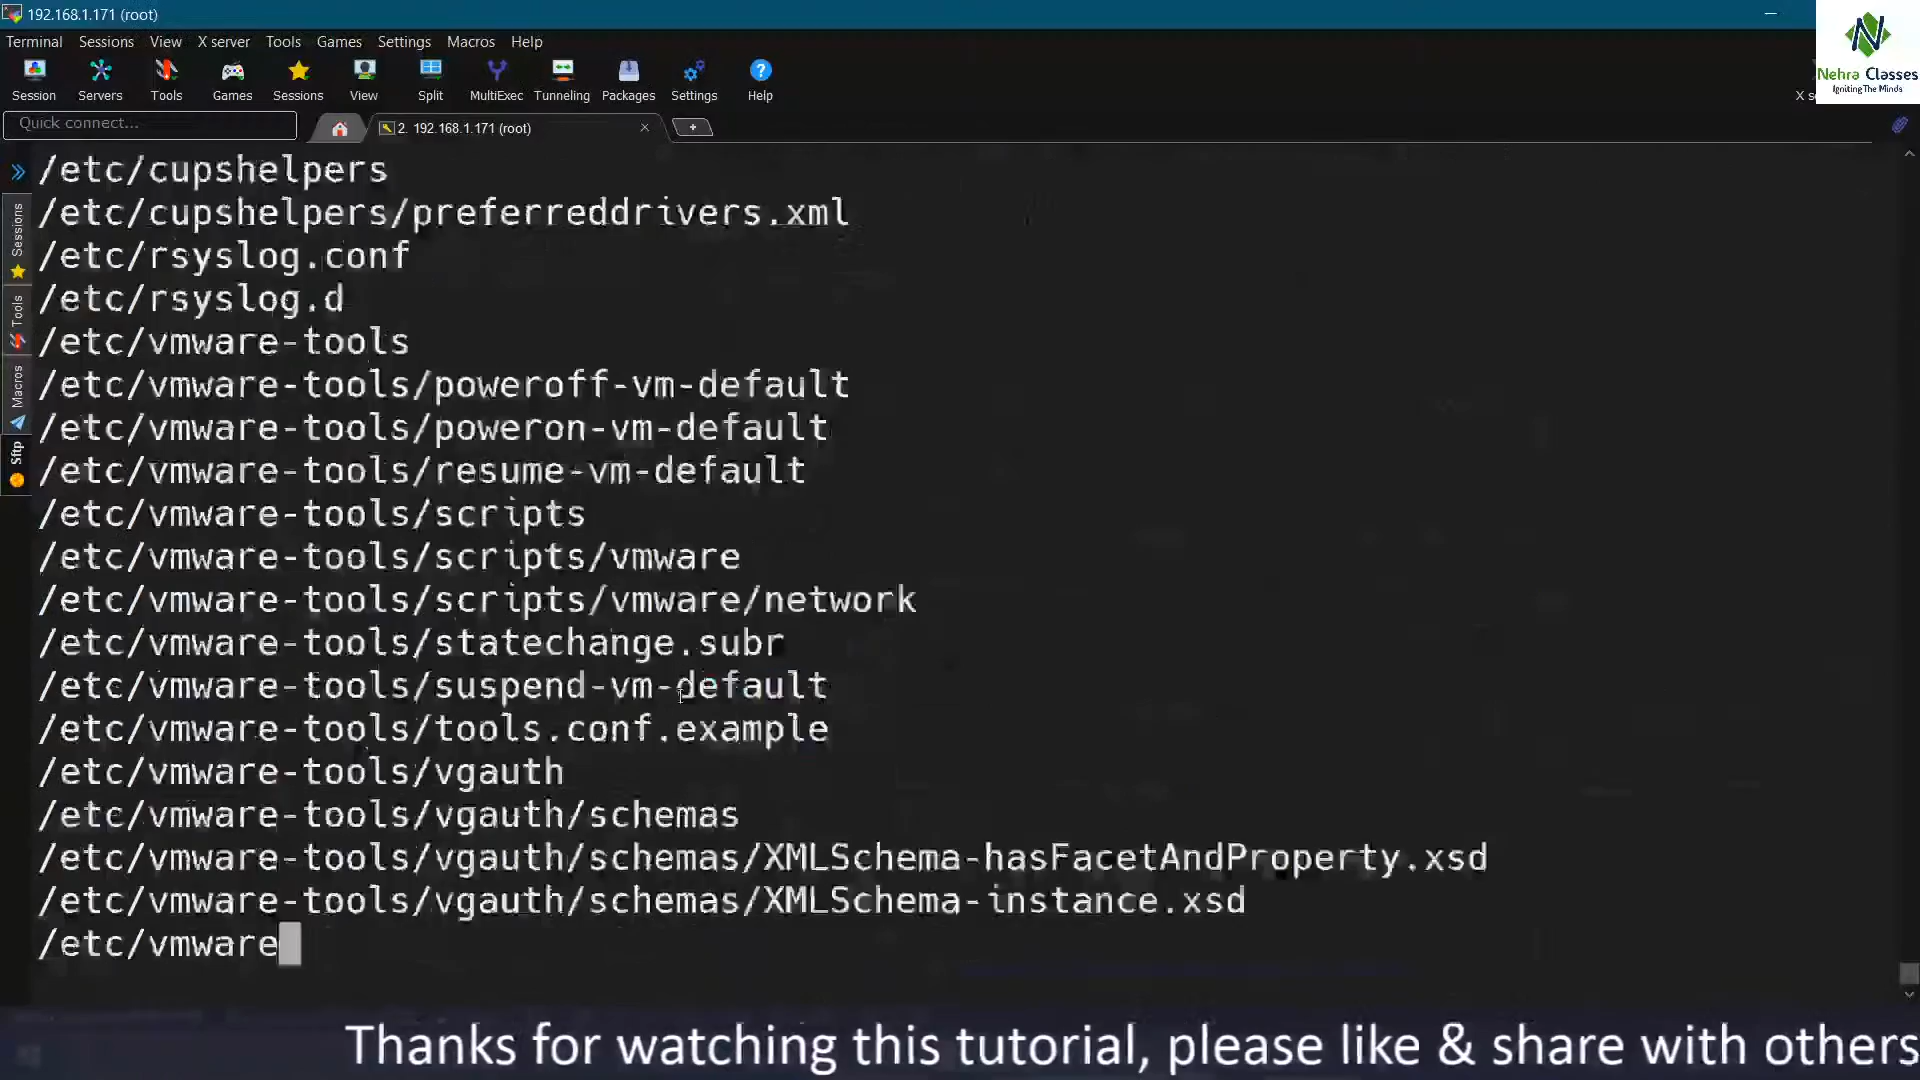 192.168.1.171 (root)
Terminal Sessions View X server Tools Games Settings Macros Help
Session Servers Tools Games Sessions View Split MultiExec Tunneling Packages Settings Help
Nehra Classes
Igniting The Minds
Quick connect...
2. 192.168.1.171 (root)
Sessions
Tools
Macros
Sftp
/etc/cupshelpers
/etc/cupshelpers/preferreddrivers.xml
/etc/rsyslog.conf
/etc/rsyslog.d
/etc/vmware-tools
/etc/vmware-tools/poweroff-vm-default
/etc/vmware-tools/poweron-vm-default
/etc/vmware-tools/resume-vm-default
/etc/vmware-tools/scripts
/etc/vmware-tools/scripts/vmware
/etc/vmware-tools/scripts/vmware/network
/etc/vmware-tools/statechange.subr
/etc/vmware-tools/suspend-vm-default
/etc/vmware-tools/tools.conf.example
/etc/vmware-tools/vgauth
/etc/vmware-tools/vgauth/schemas
/etc/vmware-tools/vgauth/schemas/XMLSchema-hasFacetAndProperty.xsd
/etc/vmware-tools/vgauth/schemas/XMLSchema-instance.xsd
/etc/vmware
Thanks for watching this tutorial, please like & share with others